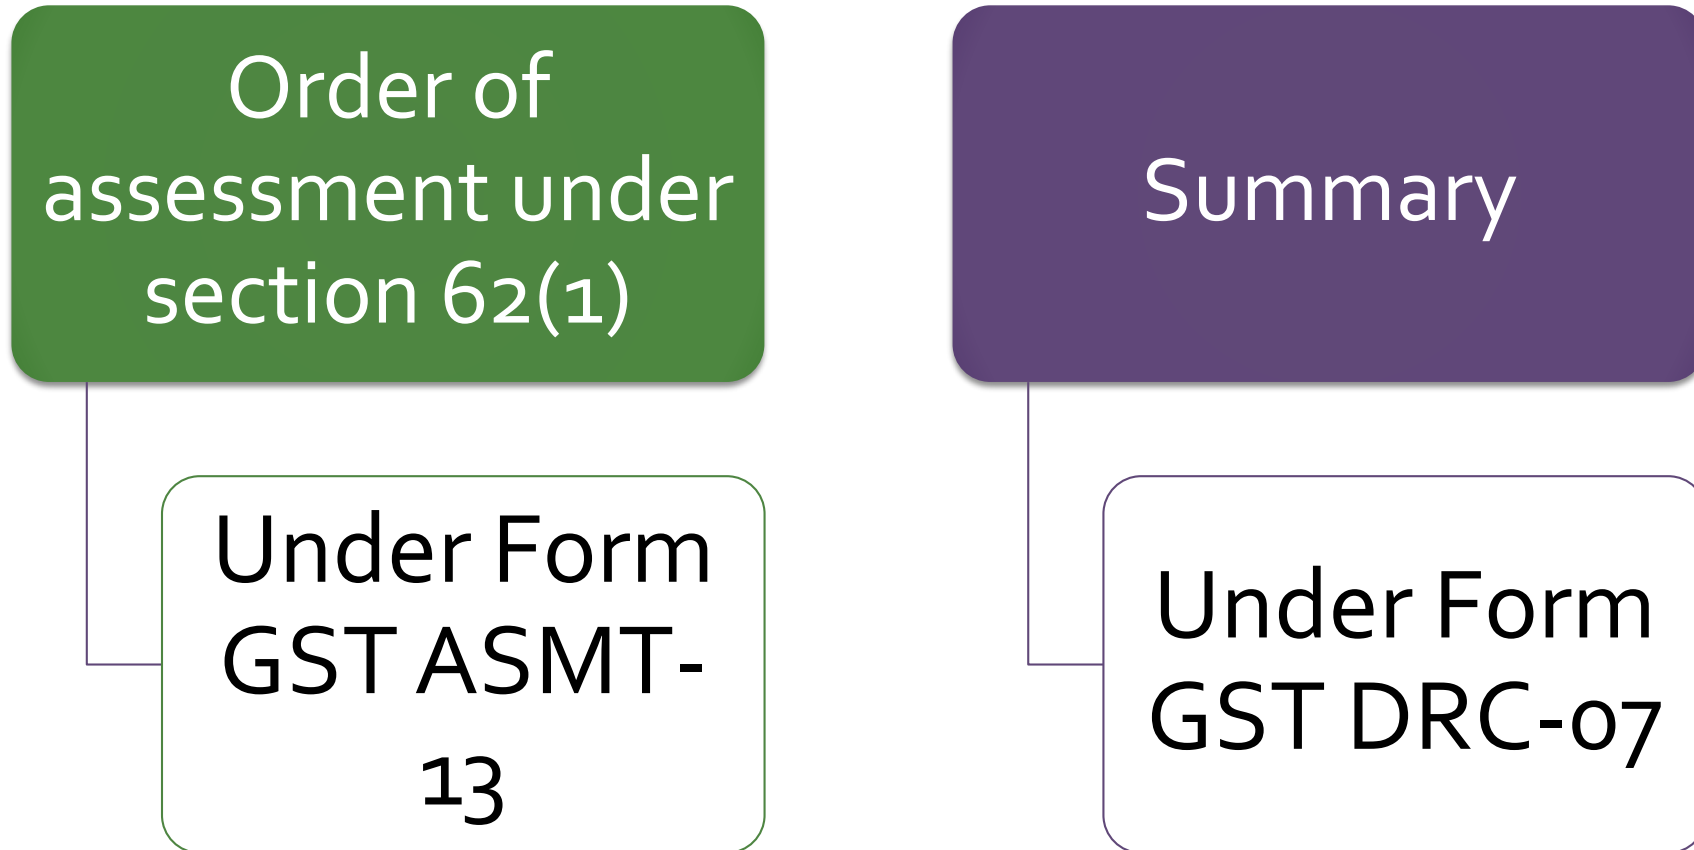 Order of
assessment under
section 62(1)
Under Form
GST ASMT-
13
Summary
Under Form
GST DRC-07